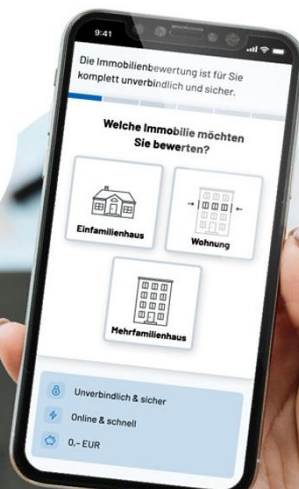 9:41
Die Immobilienbewertung ist für Sie
komplett unverbindlich und sicher.
Welche Immobilie möchten
Sie bewerten?
Einfamilienhaus
Wohnung
Mehrfamilienhaus
Unverbindlich & sicher
Online & schnell
0,- EUR